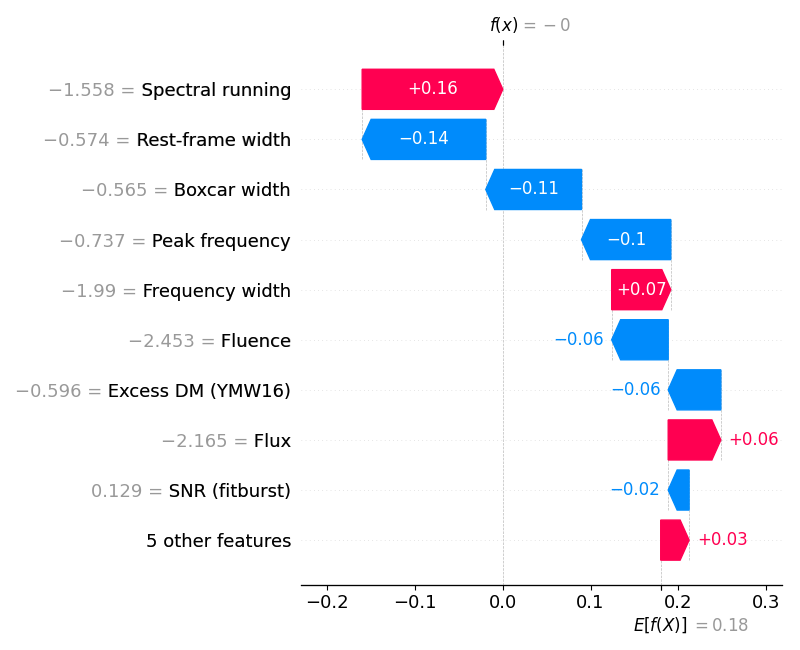 f(x) = −0
−1.558 = Spectral running +0.16
−0.574 = Rest-frame width −0.14
−0.565 = Boxcar width −0.11
−0.737 = Peak frequency −0.1
−1.99 = Frequency width +0.07
−2.453 = Fluence −0.06
−0.596 = Excess DM (YMW16) −0.06
−2.165 = Flux +0.06
0.129 = SNR (fitburst) −0.02
5 other features +0.03
−0.2 −0.1 0.0 0.1 0.2 0.3
E[f(X)] = 0.18